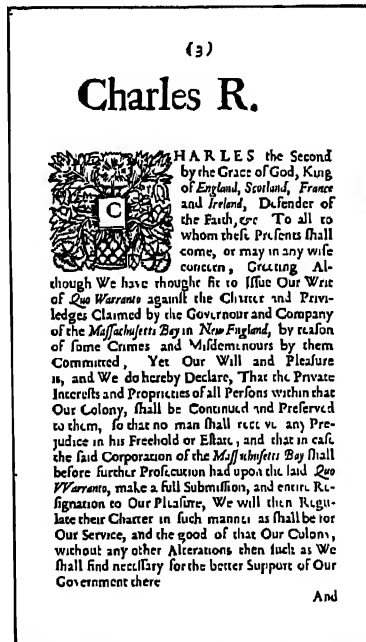 (3)
Charles R.
CHARLES the Second
by the Grace of God, King
of England, Scotland, France
and Ireland, Defender of
the Faith, &c To all to
whom theſe Preſents ſhall
come, or may in any wiſe
concern, Greeting Al-
though We have thought fit to Iſſue Our Writ
of Quo Warranto againſt the Charter and Privi-
ledges Claimed by the Governour and Company
of the Maſſachuſetts Bay in New England, by reaſon
of ſome Crimes and Miſdemeanours by them
Committed, Yet Our Will and Pleaſure
is, and We do hereby Declare, That the Private
Intereſts and Proprieties of all Perſons within that
Our Colony, ſhall be Continued and Preſerved
to them, ſo that no man ſhall receive any Pre-
judice in his Freehold or Eſtate, and that in caſe
the ſaid Corporation of the Maſſachuſetts Bay ſhall
before further Proſecution had upon the ſaid Quo
VVarranto, make a full Submiſſion, and entire Re-
ſignation to Our Pleaſure, We will then Regu-
late their Charter in ſuch manner as ſhall be for
Our Service, and the good of that Our Colony,
without any other Alterations then ſuch as We
ſhall find neceſſary for the better Support of Our
Government there
And